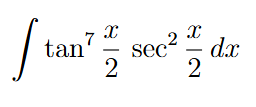 ∫ tan⁷ x/2 sec² x/2 dx